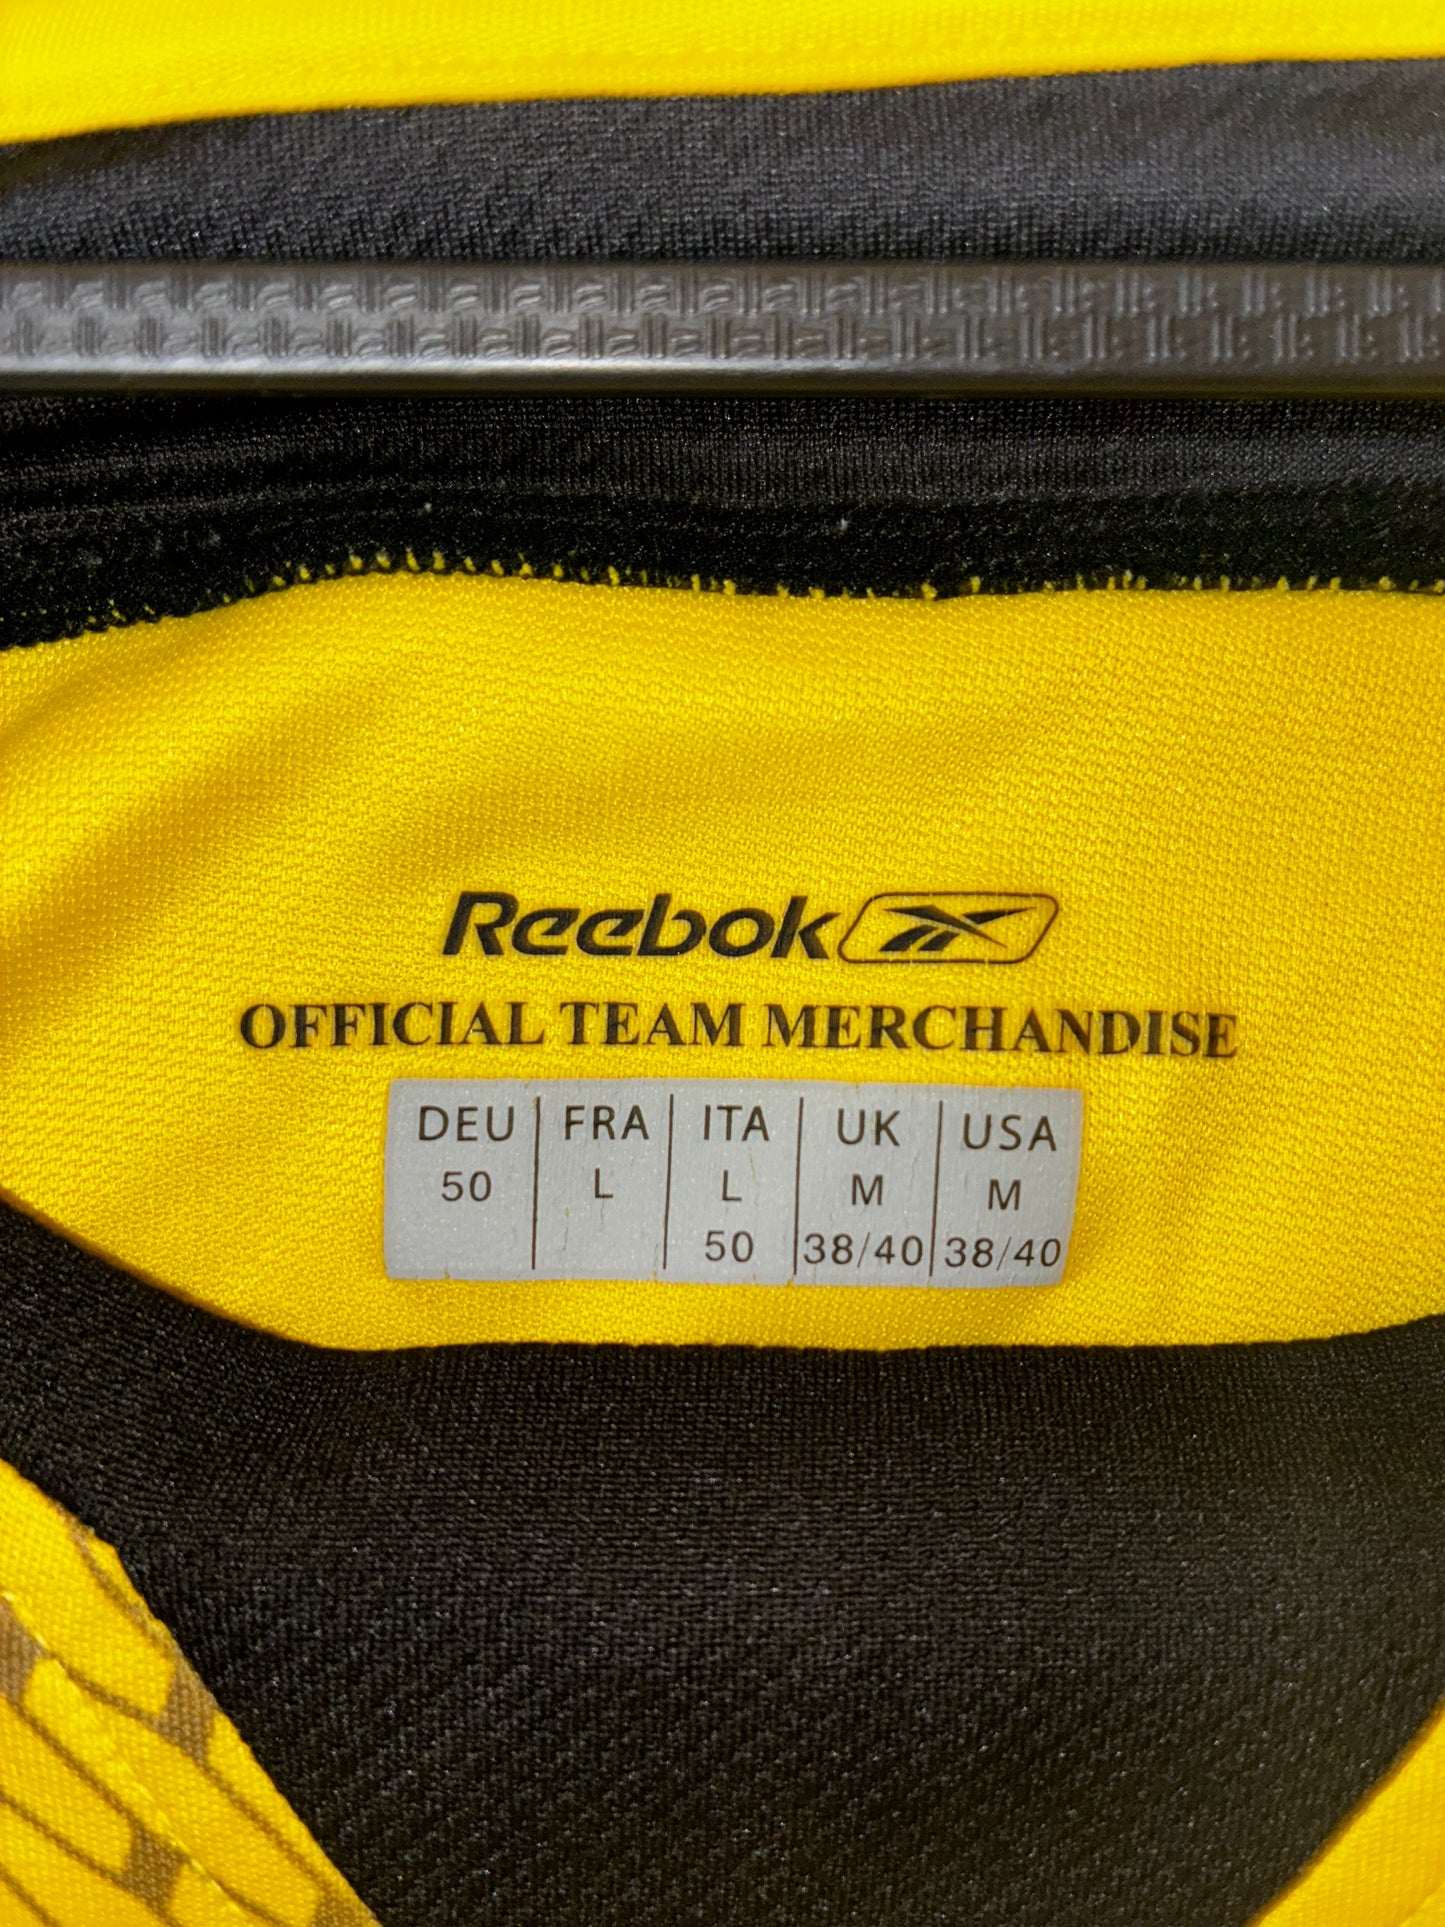 Reebok
OFFICIAL TEAM MERCHANDISE
DEU FRA ITA UK USA
50 L L M M
50 38/40 38/40